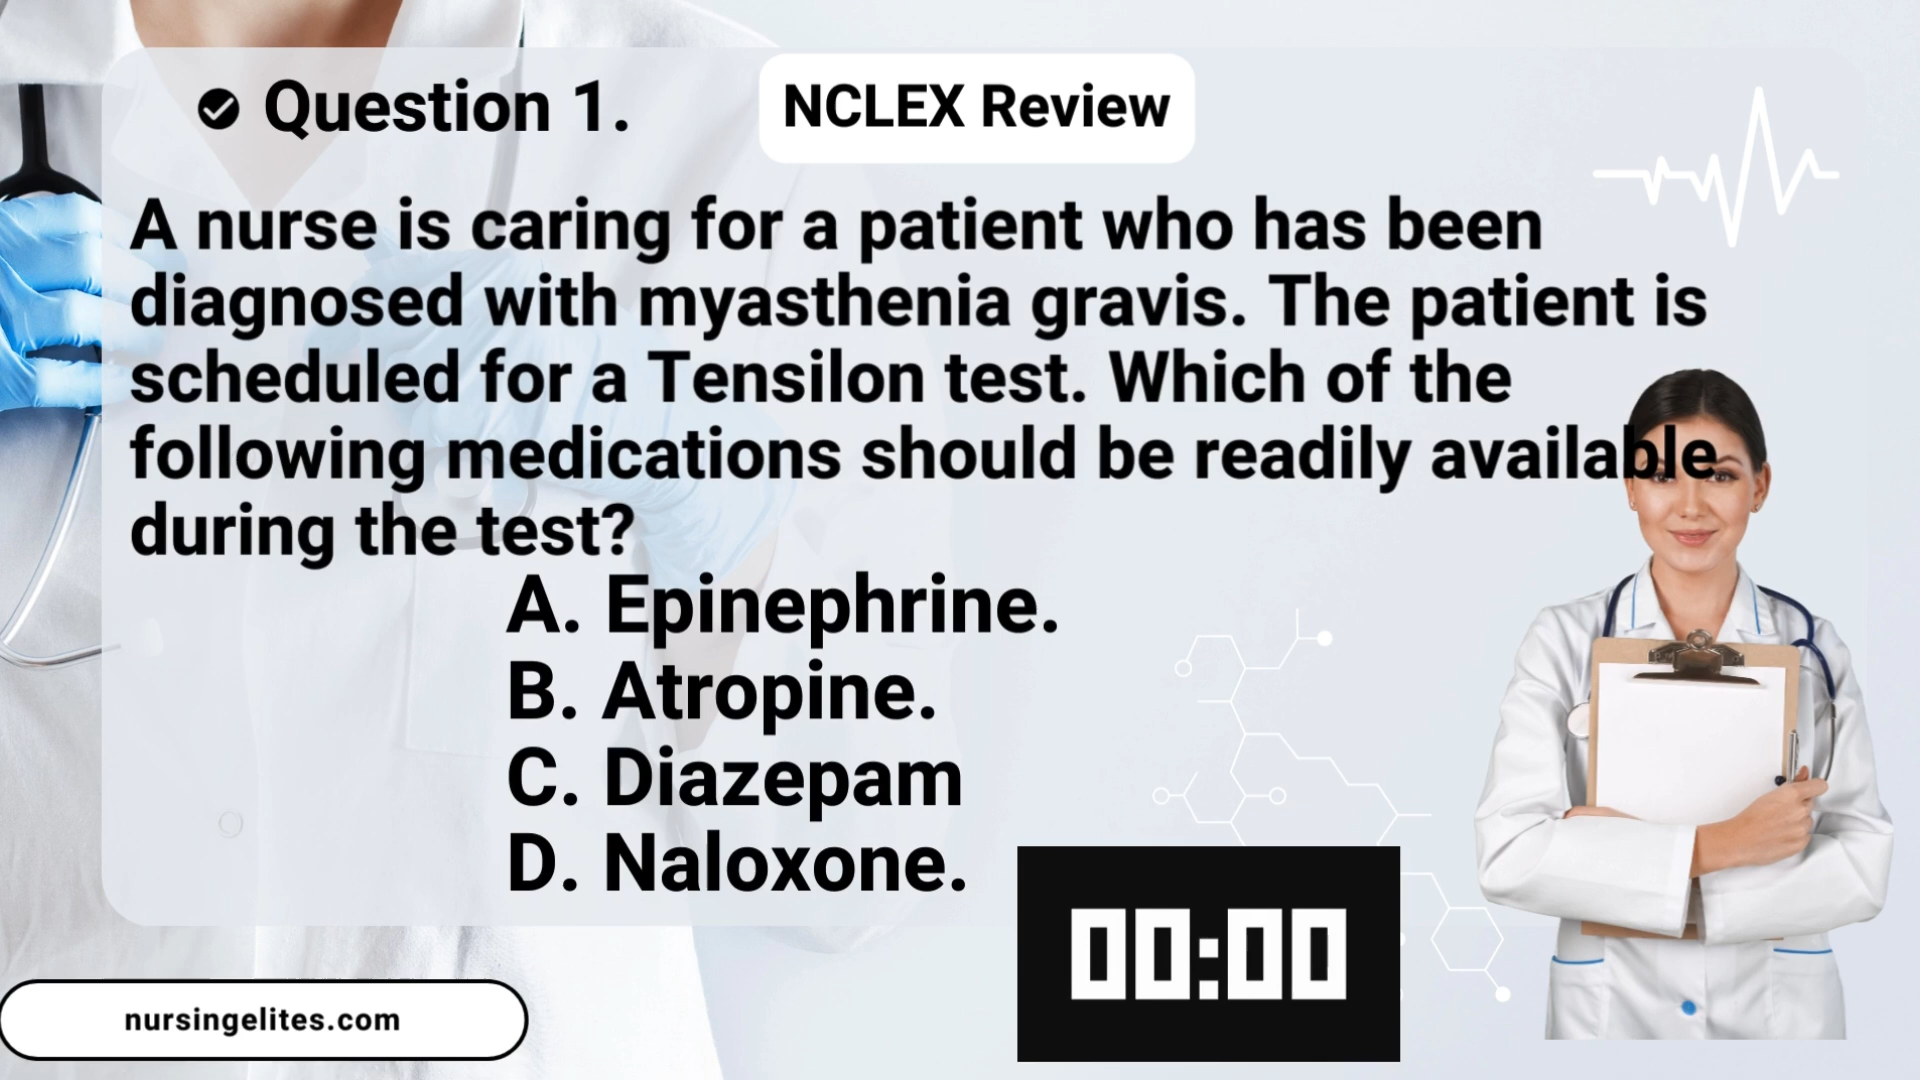 Question 1.
NCLEX Review
A nurse is caring for a patient who has been
diagnosed with myasthenia gravis. The patient is
scheduled for a Tensilon test. Which of the
following medications should be readily available
during the test?
A. Epinephrine.
B. Atropine.
C. Diazepam
D. Naloxone.
00:00
nursingelites.com